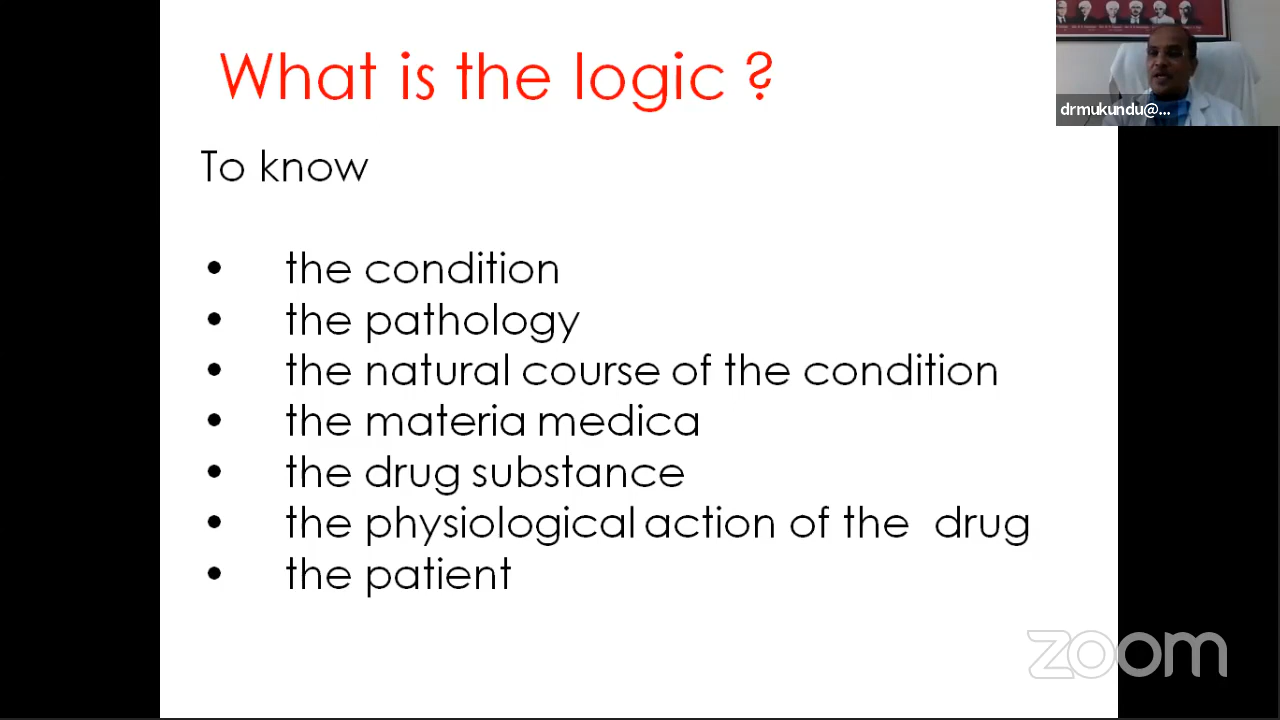 What is the logic ?
To know
• the condition
• the pathology
• the natural course of the condition
• the materia medica
• the drug substance
• the physiological action of the drug
• the patient
drmukundu@...
zoom